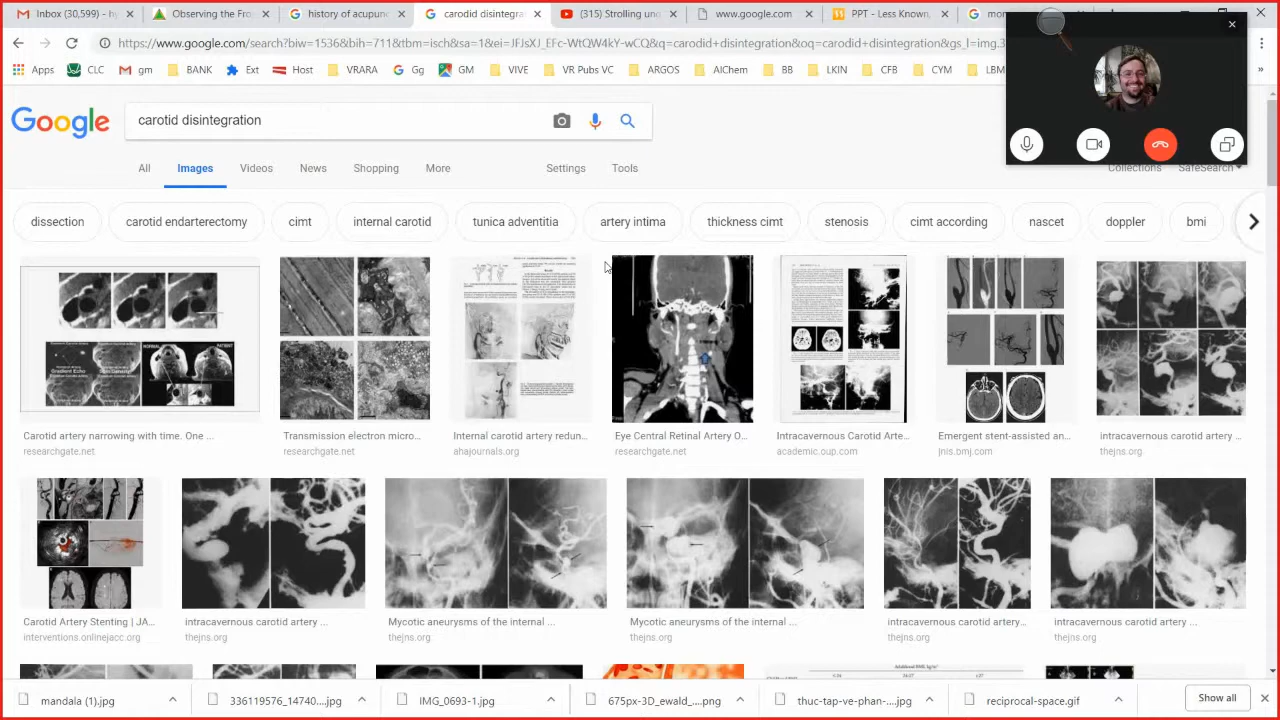 Inbox (30,599) - h
Observing the Fro
history of acupunc
carodid disintegra
(315) Strolling und
www.google.com
PPT - Less Known,
mon
https://www.google.com/search?biw=1536&bih=711&tbm=isch&sa=1&ei=JFJsXJ_EFc-WtQW4kY-wCQ&q=carodid+disintegration&oq=carodid+disintegration&gs_l=img.3
Apps CLC gm BANK Ext Host VRARA Gg GM VIVE VR Pubs VC ARGOS AIChem BB LKIN CFB CYM LBM
Google
carotid disintegration
All Images Videos News Shopping More Settings Tools Collections SafeSearch
dissection carotid endarterectomy cimt internal carotid tunica adventitia artery intima thickness cimt stenosis cimt according nascet doppler bmi
NORMAL
PATIENT
Gradient Echo
Carotid artery narrowing with time. One ...
researchgate.net
Transmission electron micro...
researchgate.net
Internal carotid artery redun...
ahajournals.org
Eye Central Retinal Artery O...
researchgate.net
Intracavernous Carotid Arte...
academic.oup.com
Emergent stent-assisted an...
jnis.bmj.com
intracavernous carotid artery ...
thejns.org
Carotid Artery Stenting | JA...
interventions.onlinejacc.org
intracavernous carotid artery ...
thejns.org
Mycotic aneurysms of the internal ...
thejns.org
Mycotic aneurysms of the internal ...
thejns.org
intracavernous carotid artery...
thejns.org
intracavernous carotid artery ...
thejns.org
mandala (1).jpg
336119576_14740....jpg
IMG_0693-1.jpg
675px-3D_ewald_....png
thuc-tap-ve-phan-...jpg
reciprocal-space.gif
Show all